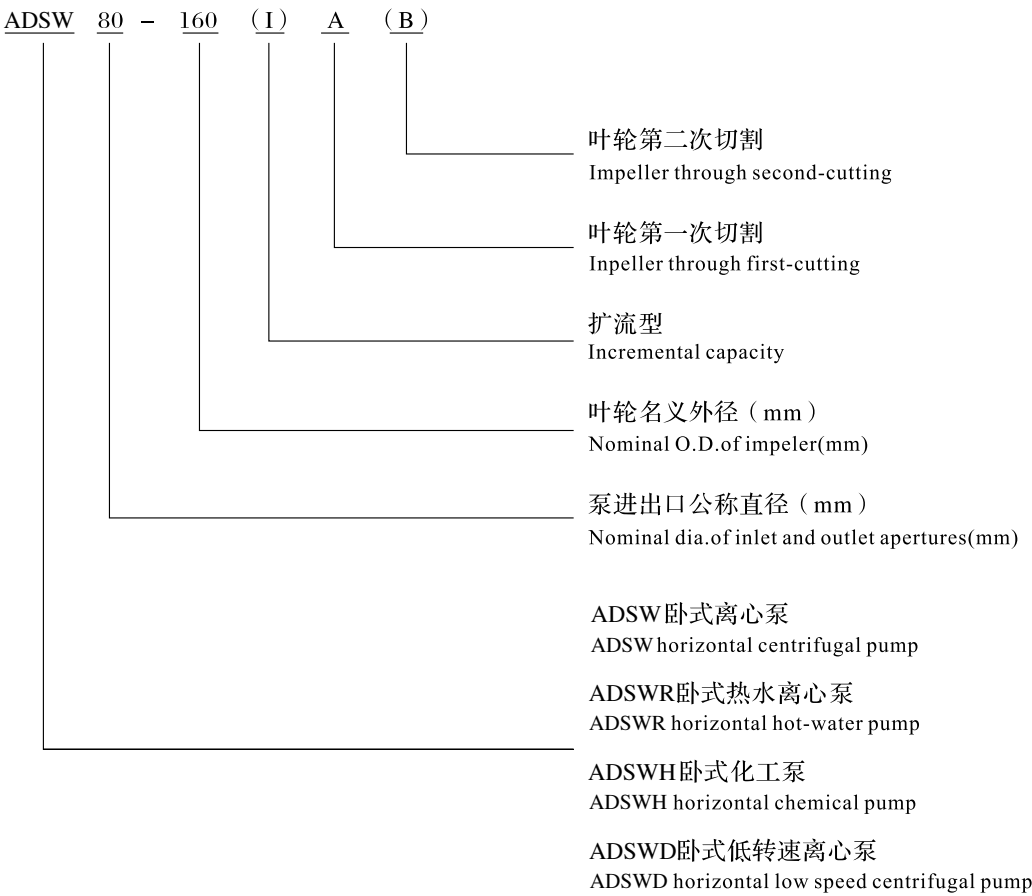 ADSW 80 - 160 (I) A (B)
叶轮第二次切割
Impeller through second-cutting
叶轮第一次切割
Inpeller through first-cutting
扩流型
Incremental capacity
叶轮名义外径（mm）
Nominal O.D.of impeler(mm)
泵进出口公称直径（mm）
Nominal dia.of inlet and outlet apertures(mm)
ADSW卧式离心泵
ADSW horizontal centrifugal pump
ADSWR卧式热水离心泵
ADSWR horizontal hot-water pump
ADSWH卧式化工泵
ADSWH horizontal chemical pump
ADSWD卧式低转速离心泵
ADSWD horizontal low speed centrifugal pump